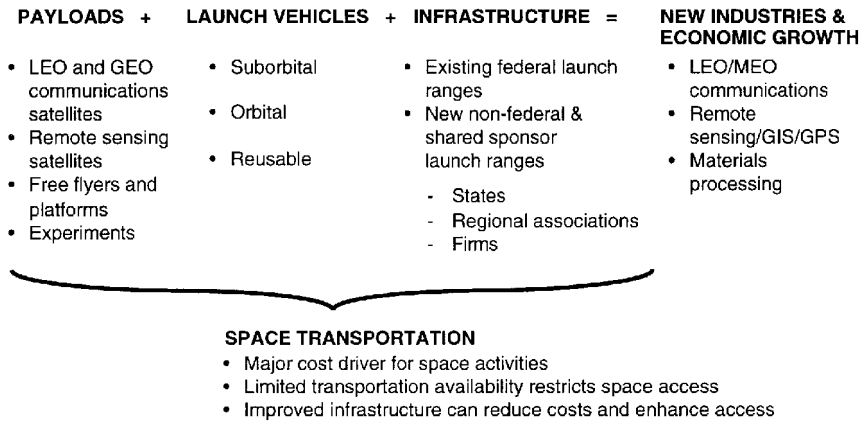 PAYLOADS +
• LEO and GEO
communications
satellites
• Remote sensing
satellites
• Free flyers and
platforms
• Experiments
LAUNCH VEHICLES +
• Suborbital
• Orbital
• Reusable
INFRASTRUCTURE =
• Existing federal launch
ranges
• New non-federal &
shared sponsor
launch ranges
- States
- Regional associations
- Firms
NEW INDUSTRIES &
ECONOMIC GROWTH
• LEO/MEO
communications
• Remote
sensing/GIS/GPS
• Materials
processing
SPACE TRANSPORTATION
• Major cost driver for space activities
• Limited transportation availability restricts space access
• Improved infrastructure can reduce costs and enhance access